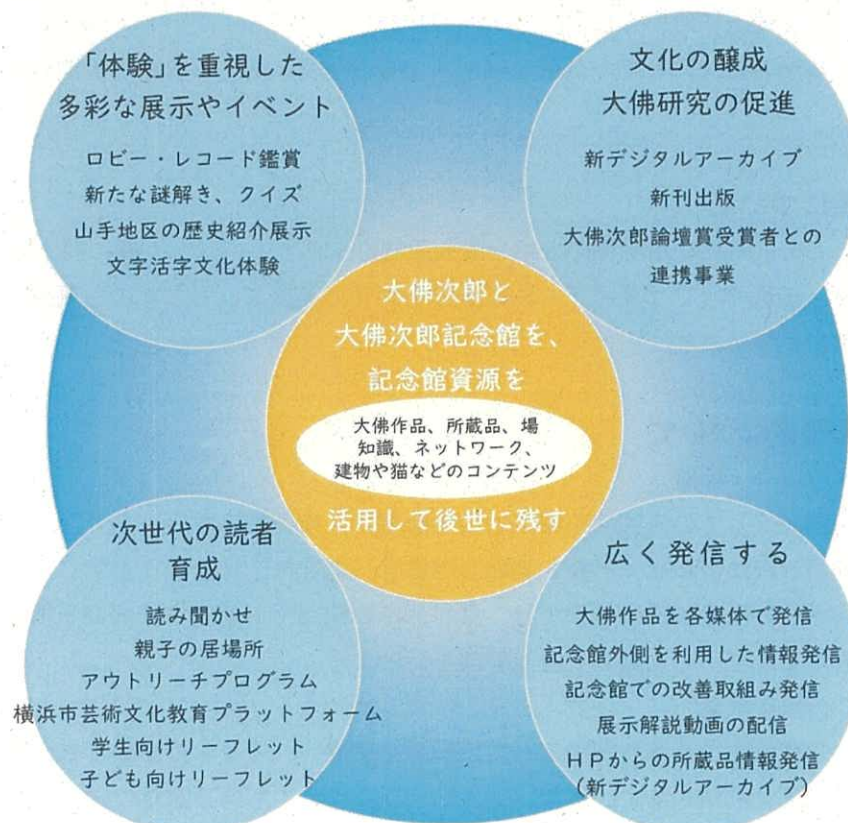 「体験」を重視した
多彩な展示やイベント
ロビー・レコード鑑賞
新たな謎解き、クイズ
山手地区の歴史紹介展示
文字活字文化体験
文化の醸成
大佛研究の促進
新デジタルアーカイブ
新刊出版
大佛次郎論壇賞受賞者との
連携事業
大佛次郎と
大佛次郎記念館を、
記念館資源を
大佛作品、所蔵品、場
知識、ネットワーク、
建物や猫などのコンテンツ
活用して後世に残す
次世代の読者
育成
読み聞かせ
親子の居場所
アウトリーチプログラム
横浜市芸術文化教育プラットフォーム
学生向けリーフレット
子ども向けリーフレット
広く発信する
大佛作品を各媒体で発信
記念館外側を利用した情報発信
記念館での改善取組み発信
展示解説動画の配信
HPからの所蔵品情報発信
(新デジタルアーカイブ)